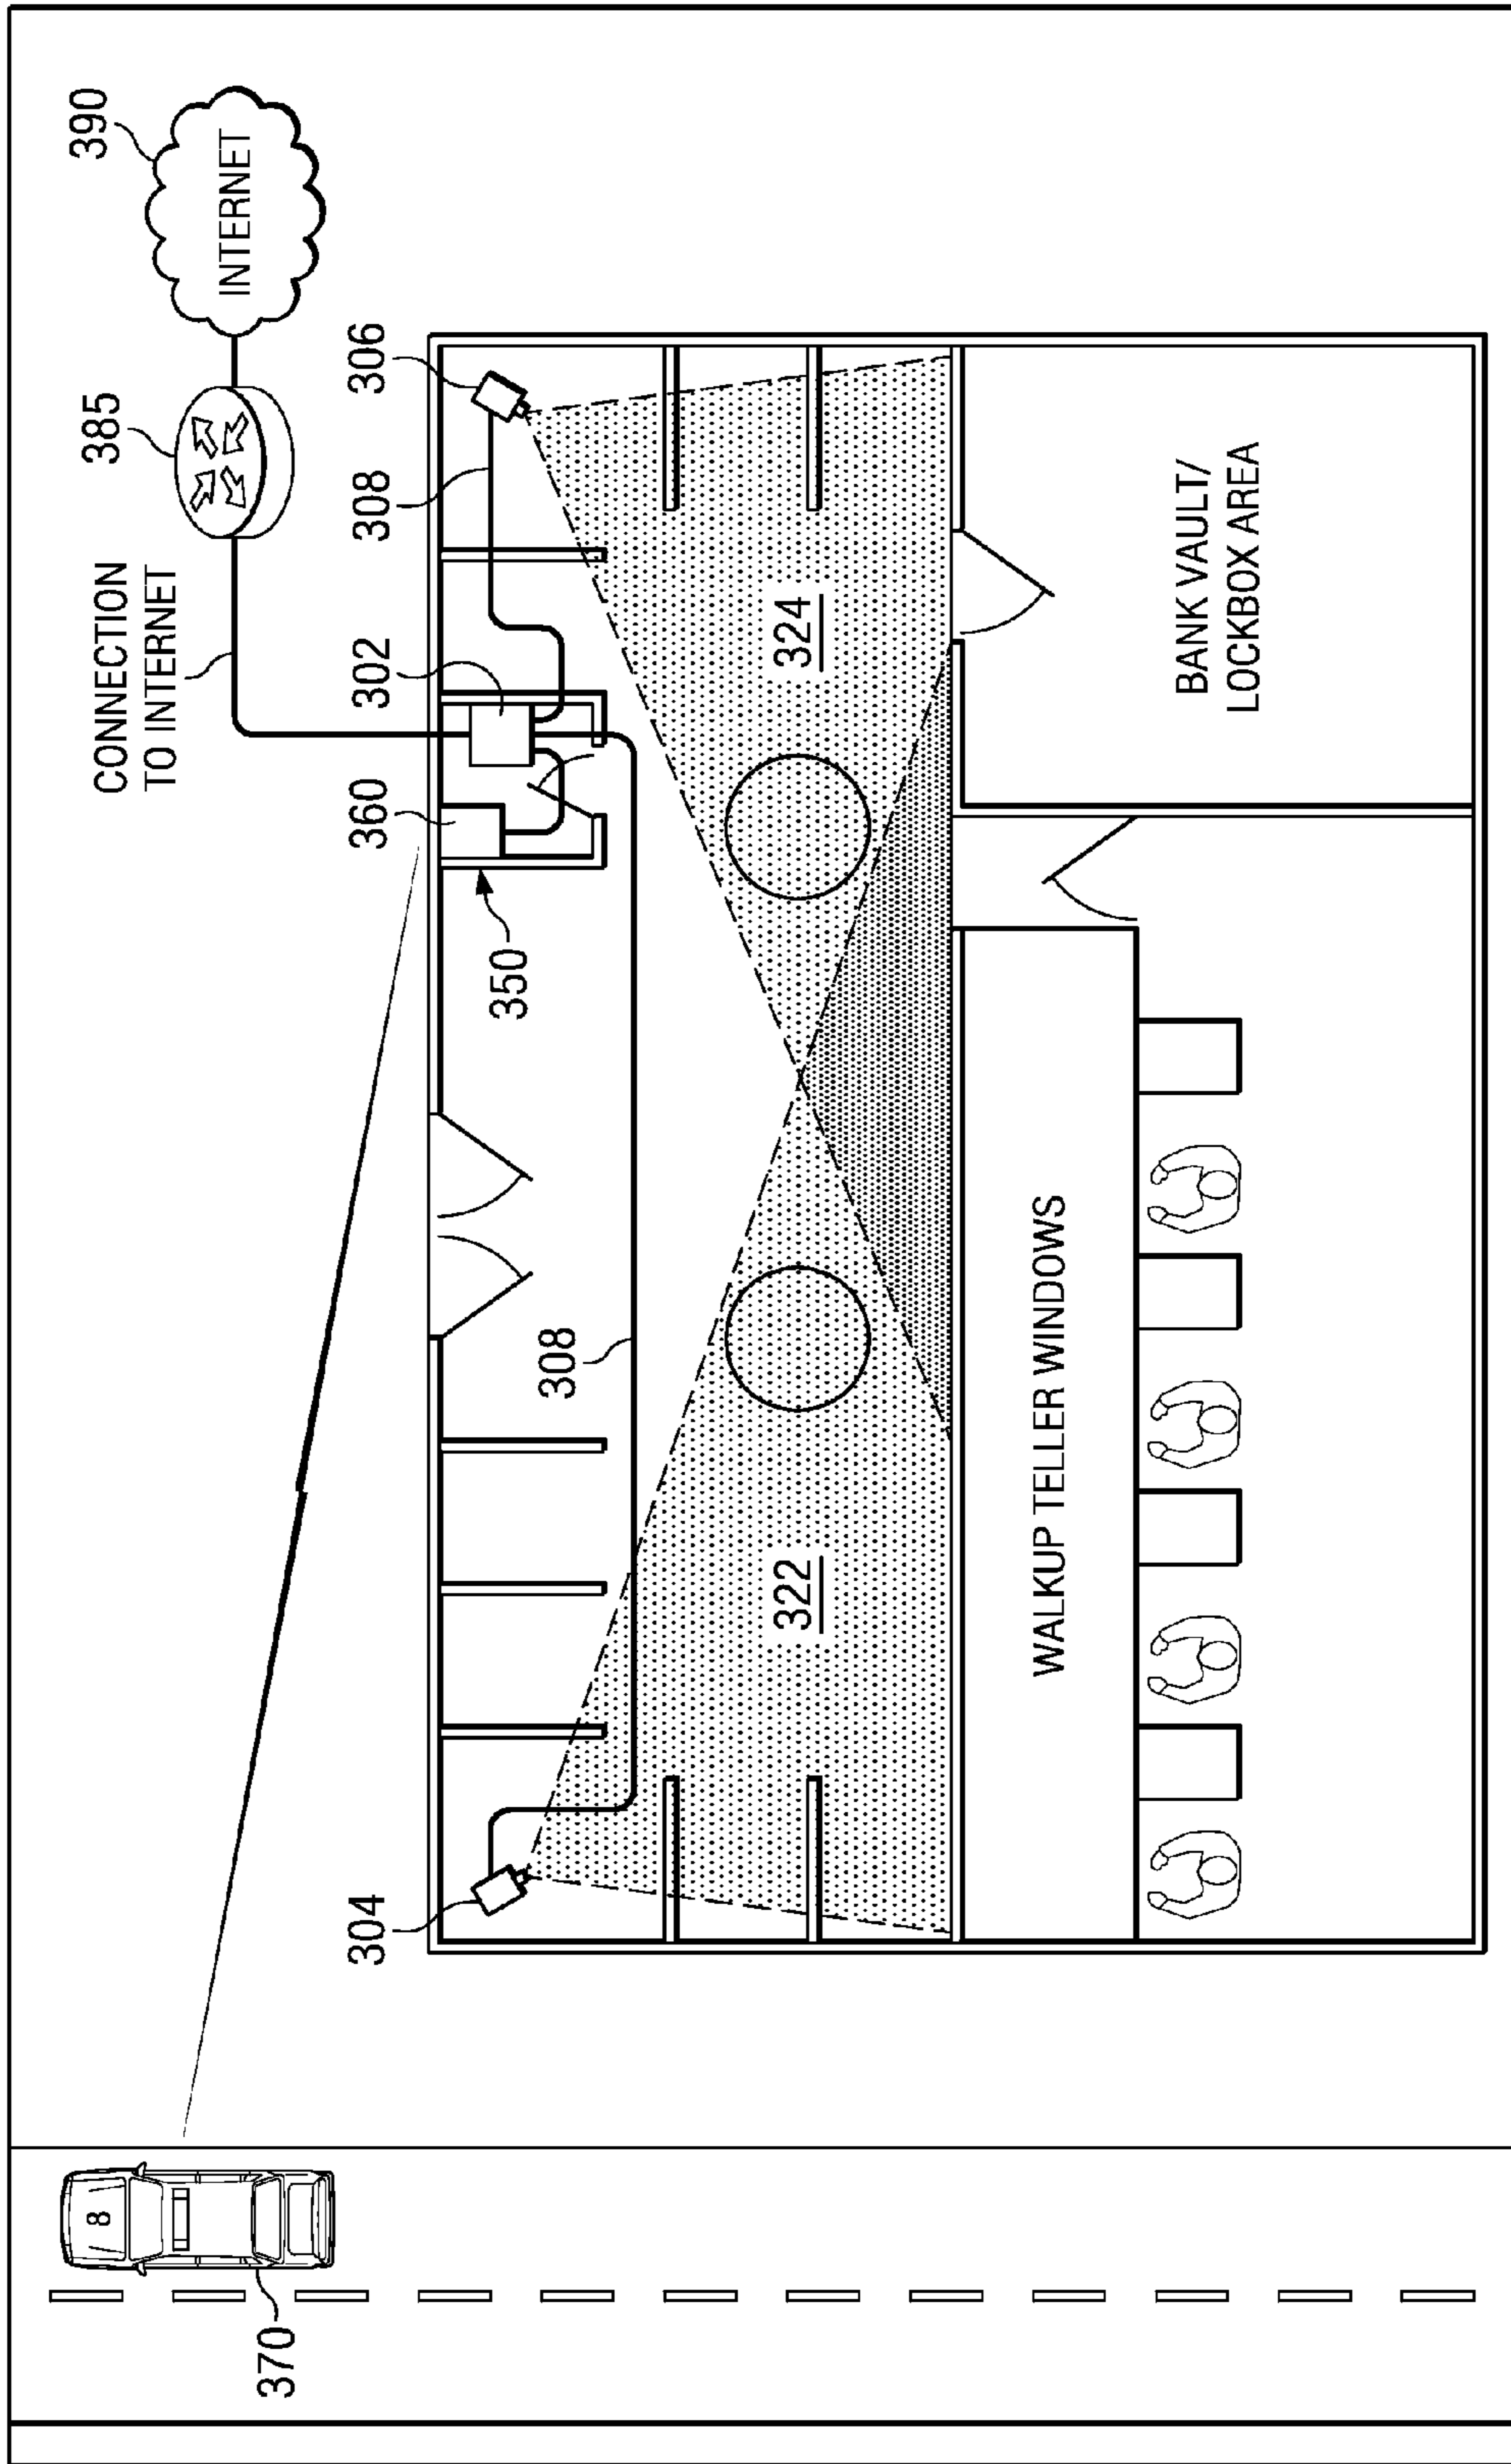 390
INTERNET
385
CONNECTION
TO INTERNET
306
308
302
360
350
308
304
370
8
324
322
BANK VAULT/
LOCKBOX AREA
WALKUP TELLER WINDOWS